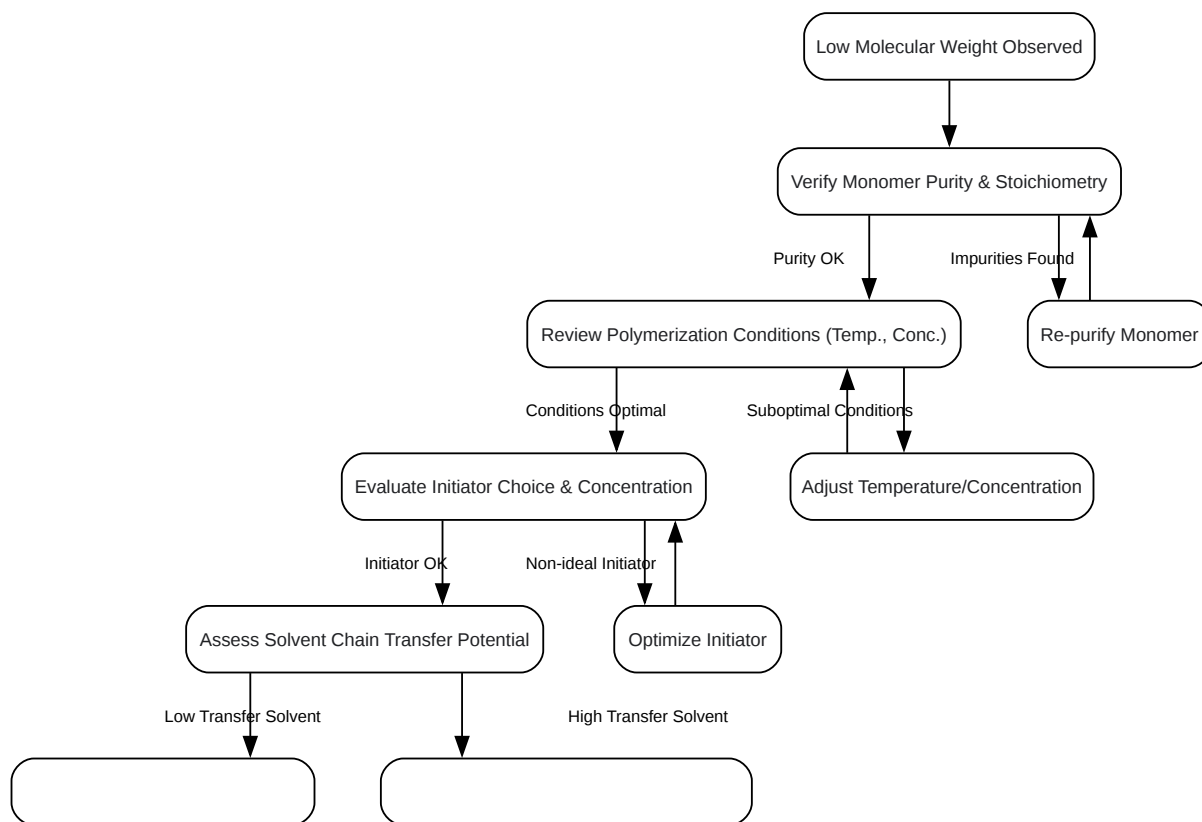 Low Molecular Weight Observed
Verify Monomer Purity & Stoichiometry
Purity OK
Impurities Found
Review Polymerization Conditions (Temp., Conc.)
Re-purify Monomer
Conditions Optimal
Suboptimal Conditions
Evaluate Initiator Choice & Concentration
Adjust Temperature/Concentration
Initiator OK
Non-ideal Initiator
Assess Solvent Chain Transfer Potential
Optimize Initiator
Low Transfer Solvent
High Transfer Solvent